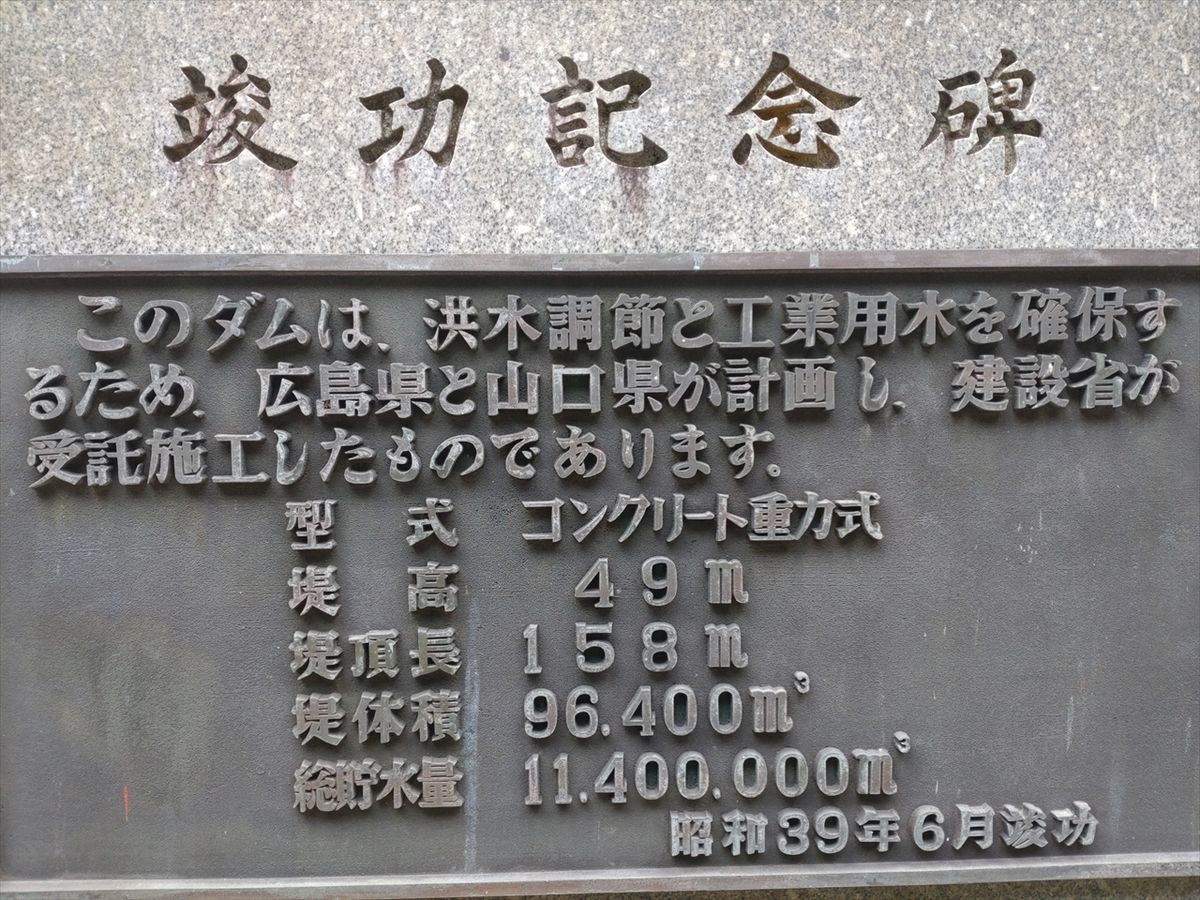 竣功記念碑
このダムは、洪水調節と工業用水を確保す
るため、広島県と山口県が計画し、建設省が
受託施工したものであります。
型式 コンクリート重力式
堤高 49m
堤頂長 158m
堤体積 96.400m³
総貯水量 11.400.000m³
昭和39年6月竣功